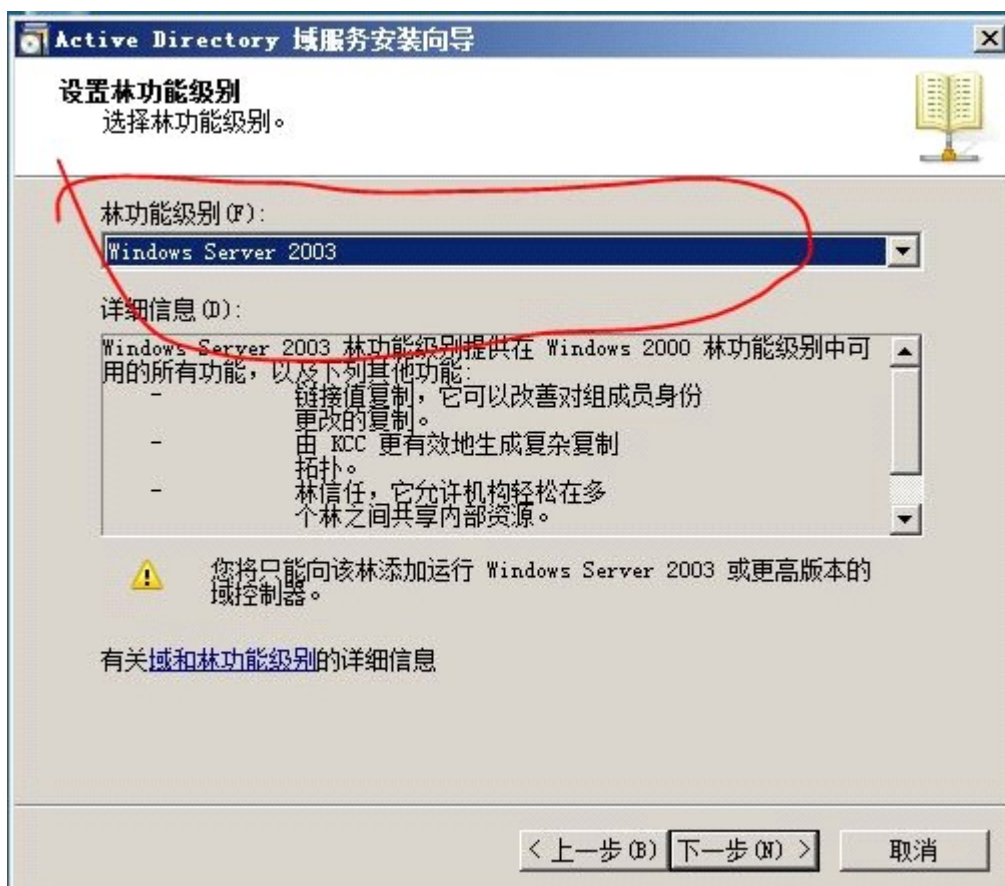 Active Directory 域服务安装向导
设置林功能级别
选择林功能级别。
林功能级别(F):
Windows Server 2003
详细信息(D):
Windows Server 2003 林功能级别提供在 Windows 2000 林功能级别中可
用的所有功能，以及下列其他功能:
- 链接值复制，它可以改善对组成员身份
更改的复制。
- 由 KCC 更有效地生成复杂复制
拓扑。
- 林信任，它允许机构轻松在多
个林之间共享内部资源。
您将只能向该林添加运行 Windows Server 2003 或更高版本的
域控制器。
有关域和林功能级别的详细信息
< 上一步(B) 下一步(N) > 取消